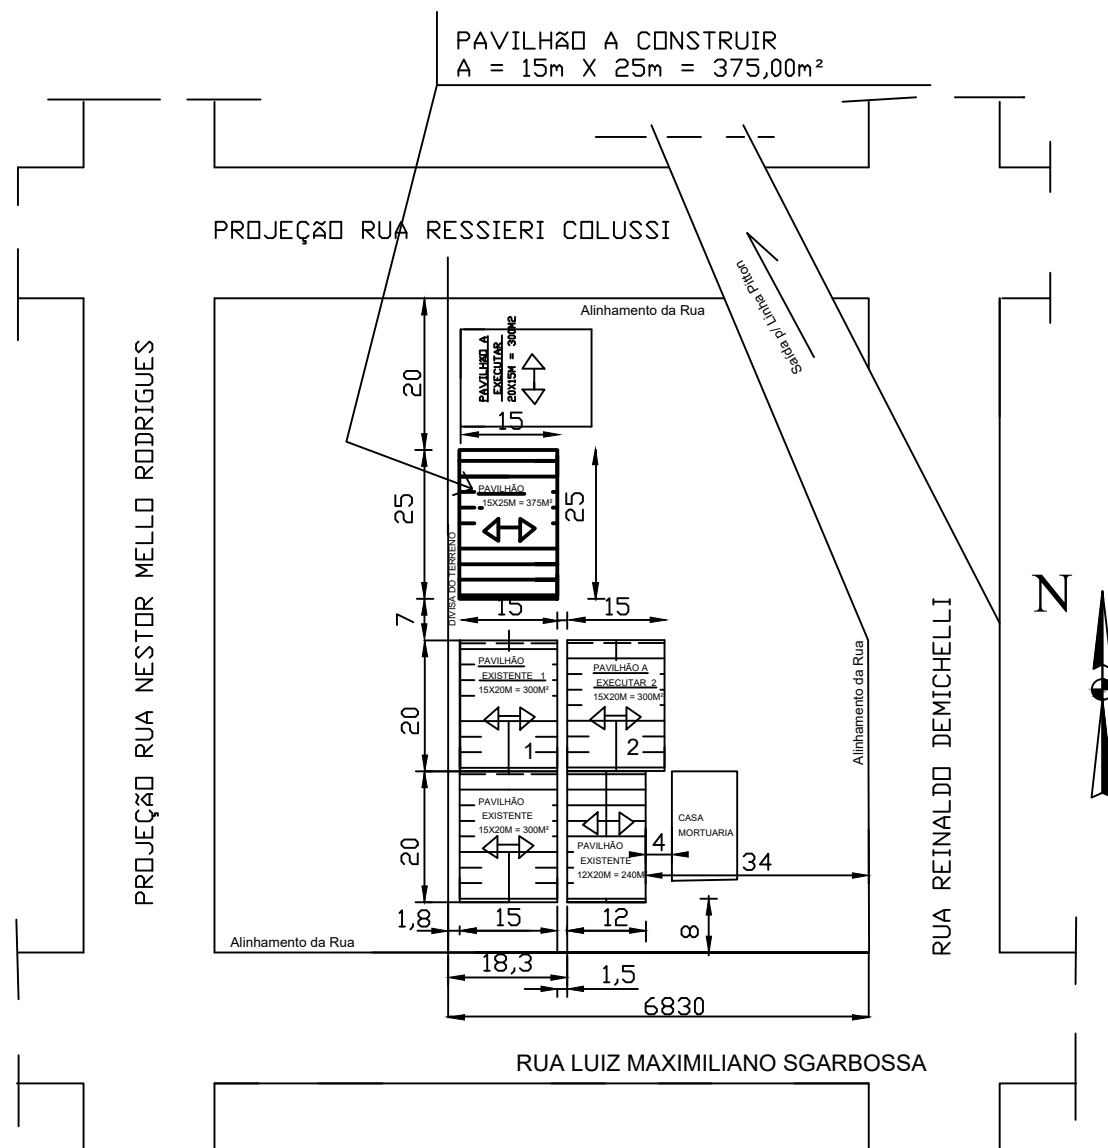 PAVILHÃO A CONSTRUIR
A = 15m X 25m = 375,00m²
PROJEÇÃO RUA RESSIERI COLUSSI
Alinhamento da Rua
Saída p/ Linha Pitton
PROJEÇÃO RUA NESTOR MELLO RODRIGUES
PAVILHÃO A
EXECUTAR
20X15M = 300M2
20
15
25
PAVILHÃO
15X25M = 375M²
25
DIVISA DO TERRENO
7
15
15
N
RUA REINALDO DEMICHELLI
Alinhamento da Rua
20
PAVILHÃO
EXISTENTE 1
15X20M = 300M²
1
PAVILHÃO A
EXECUTAR 2
15X20M = 300M²
2
20
PAVILHÃO
EXISTENTE
15X20M = 300M²
PAVILHÃO
EXISTENTE
12X20M = 240M
CASA
MORTUARIA
4
34
1,8
15
12
8
Alinhamento da Rua
18,3
1,5
6830
RUA LUIZ MAXIMILIANO SGARBOSSA